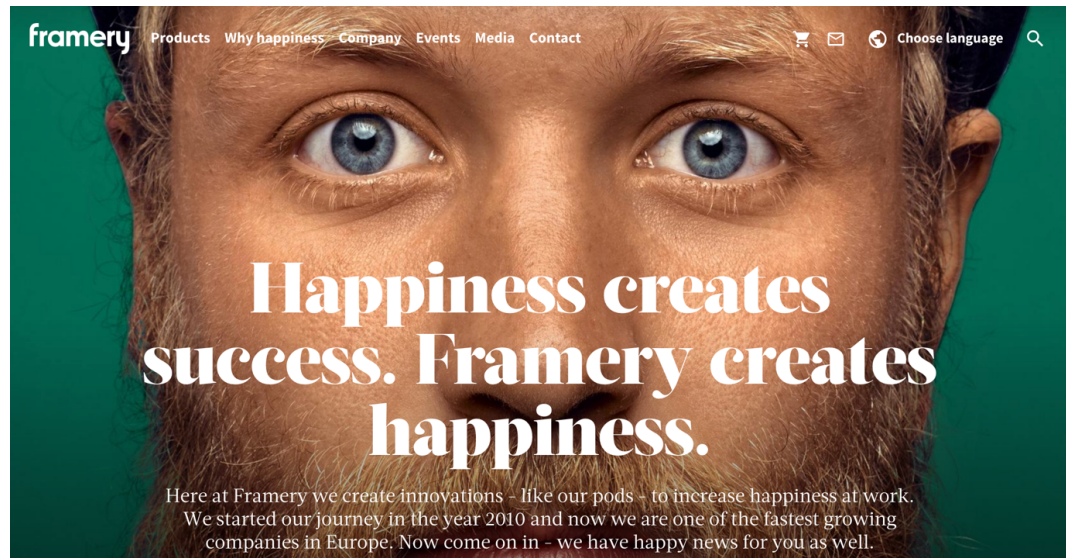 framery Products Why happiness Company Events Media Contact Choose language
Happiness creates
success. Framery creates
happiness.
Here at Framery we create innovations - like our pods - to increase happiness at work.
We started our journey in the year 2010 and now we are one of the fastest growing
companies in Europe. Now come on in - we have happy news for you as well.